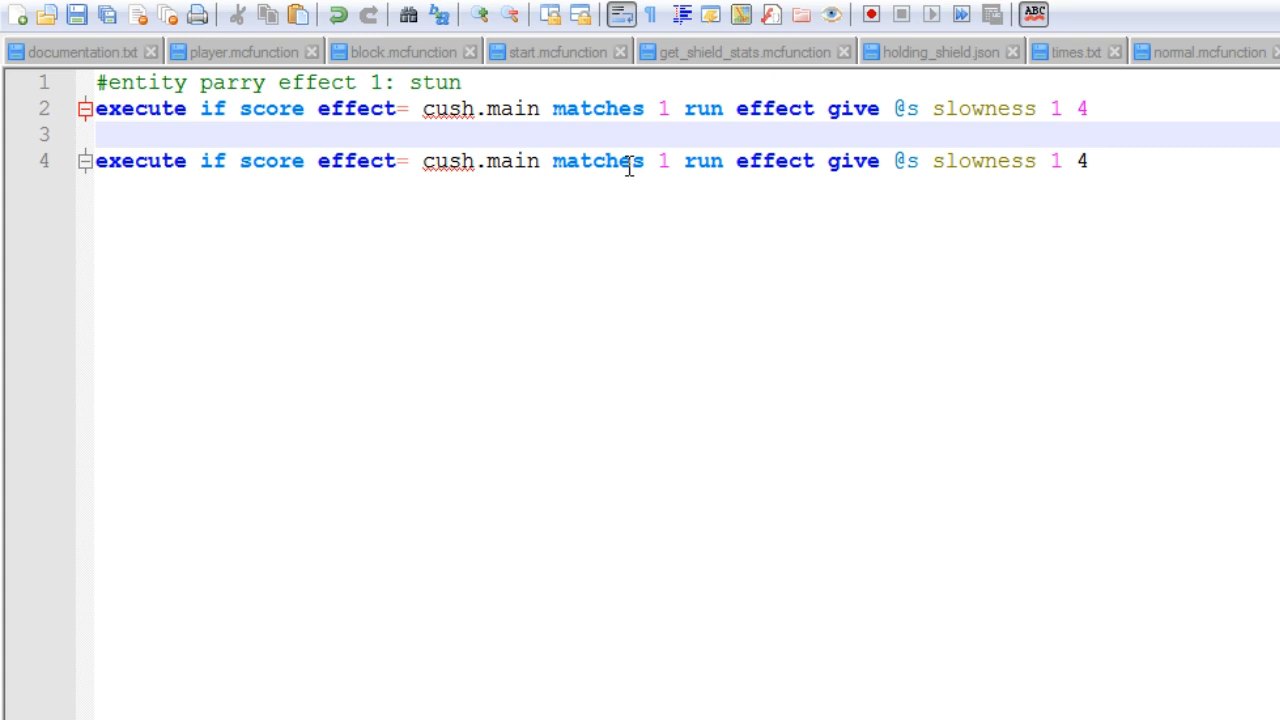 ABC
documentation.txt player.mcfunction block.mcfunction start.mcfunction get_shield_stats.mcfunction holding_shield.json times.txt normal.mcfunction
1 #entity parry effect 1: stun
2 execute if score effect= cush.main matches 1 run effect give @s slowness 1 4
3
4 execute if score effect= cush.main matches 1 run effect give @s slowness 1 4